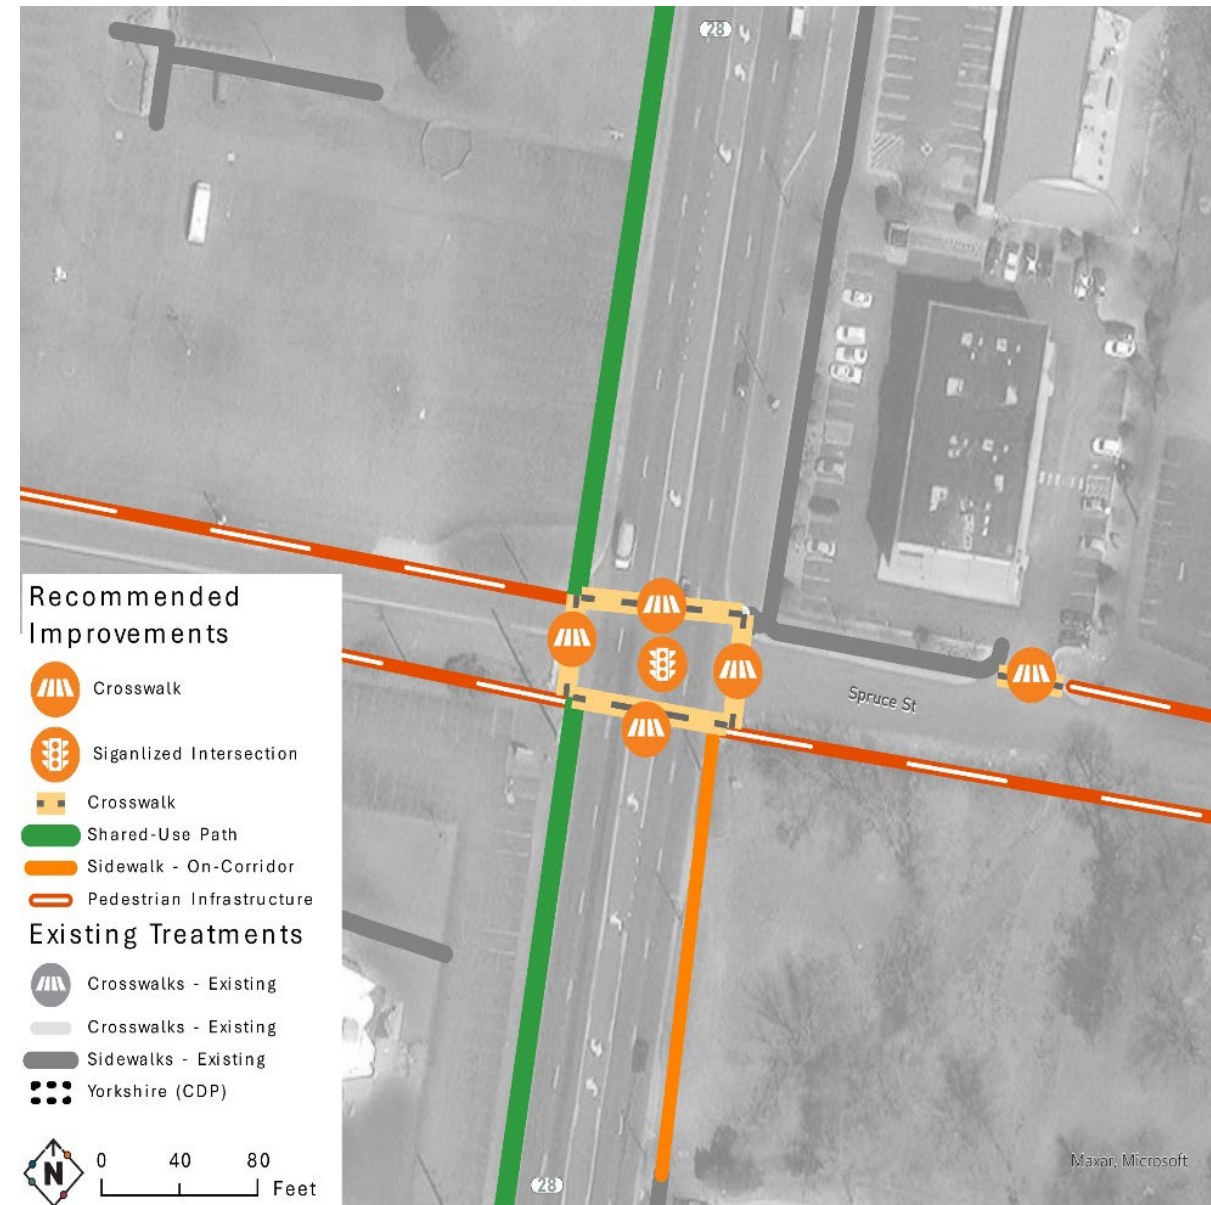 28
Spruce St
Recommended
Improvements
Crosswalk
Siganlized Intersection
Crosswalk
Shared-Use Path
Sidewalk - On-Corridor
Pedestrian Infrastructure
Existing Treatments
Crosswalks - Existing
Crosswalks - Existing
Sidewalks - Existing
Yorkshire (CDP)
N
0 40 80
Feet
28
Maxar, Microsoft